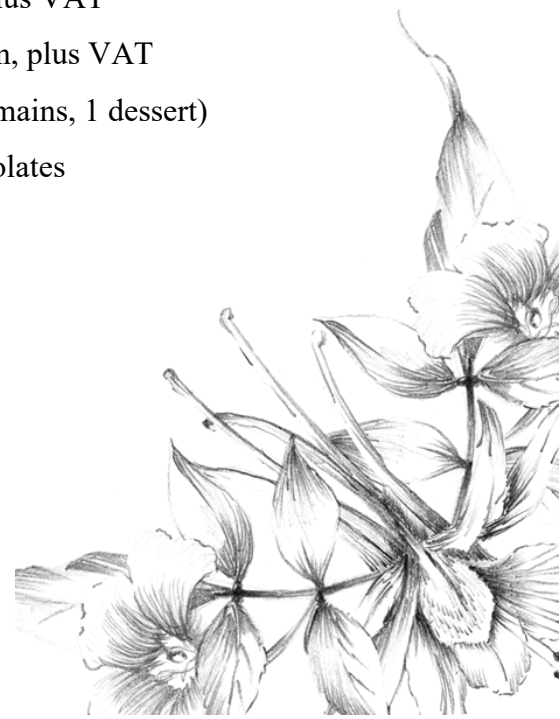 plus VAT
n, plus VAT
mains, 1 dessert)
plates